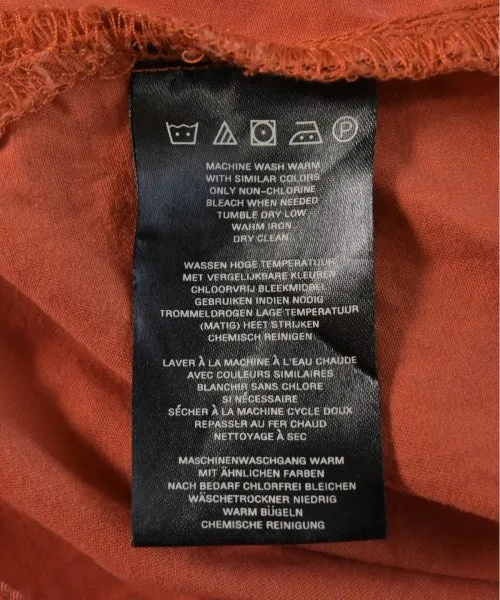 MACHINE WASH WARM
WITH SIMILAR COLORS
ONLY NON-CHLORINE
BLEACH WHEN NEEDED
TUMBLE DRY LOW
WARM IRON
DRY CLEAN
WASSEN HOGE TEMPERATUUR
MET VERGELIJKBARE KLEUREN
CHLOORVRIJ BLEEKMIDDEL
GEBRUIKEN INDIEN NODIG
TROMMELDROGEN LAGE TEMPERATUUR
(MATIG) HEET STRIJKEN
CHEMISCH REINIGEN
LAVER À LA MACHINE À L'EAU CHAUDE
AVEC COULEURS SIMILAIRES
BLANCHIR SANS CHLORE
SI NÉCESSAIRE
SÉCHER À LA MACHINE CYCLE DOUX
REPASSER AU FER CHAUD
NETTOYAGE À SEC
MASCHINENWASCHGANG WARM
MIT ÄHNLICHEN FARBEN
NACH BEDARF CHLORFREI BLEICHEN
WÄSCHETROCKNER NIEDRIG
WARM BÜGELN
CHEMISCHE REINIGUNG